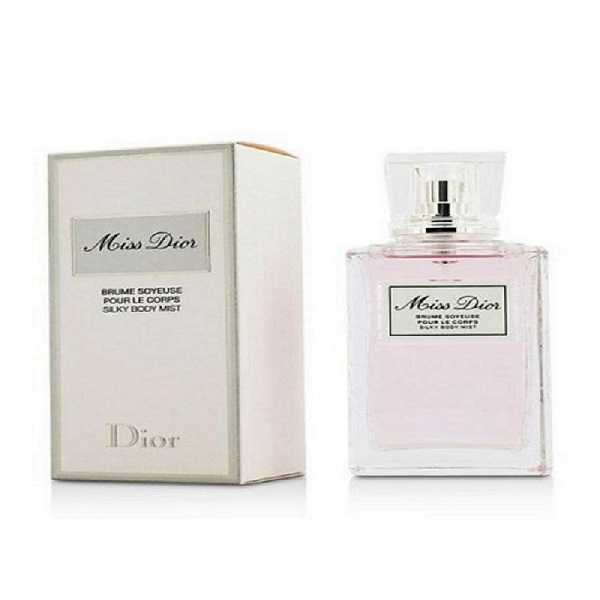 Miss Dior
BRUME SOYEUSE
POUR LE CORPS
SILKY BODY MIST
Dior
Miss Dior
BRUME SOYEUSE
POUR LE CORPS
SILKY BODY MIST